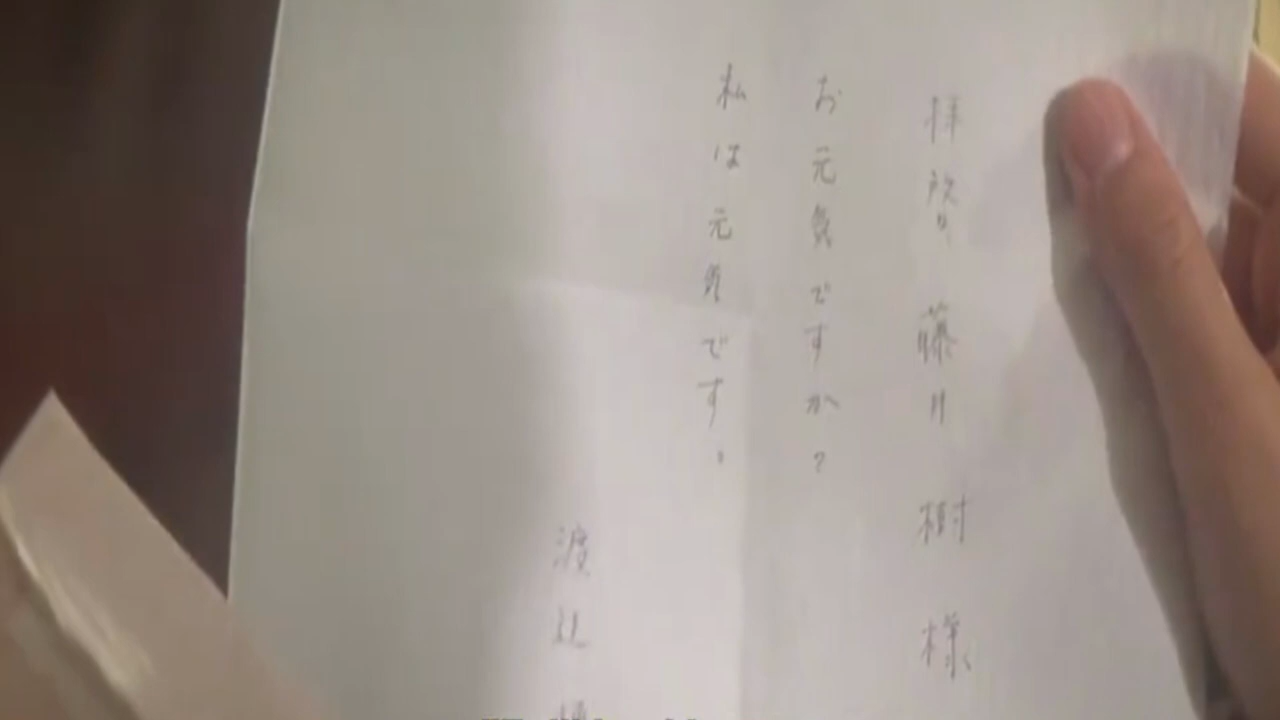 拝啓、藤井 樹 様、
お元気ですか?
私は元気です。
渡辺